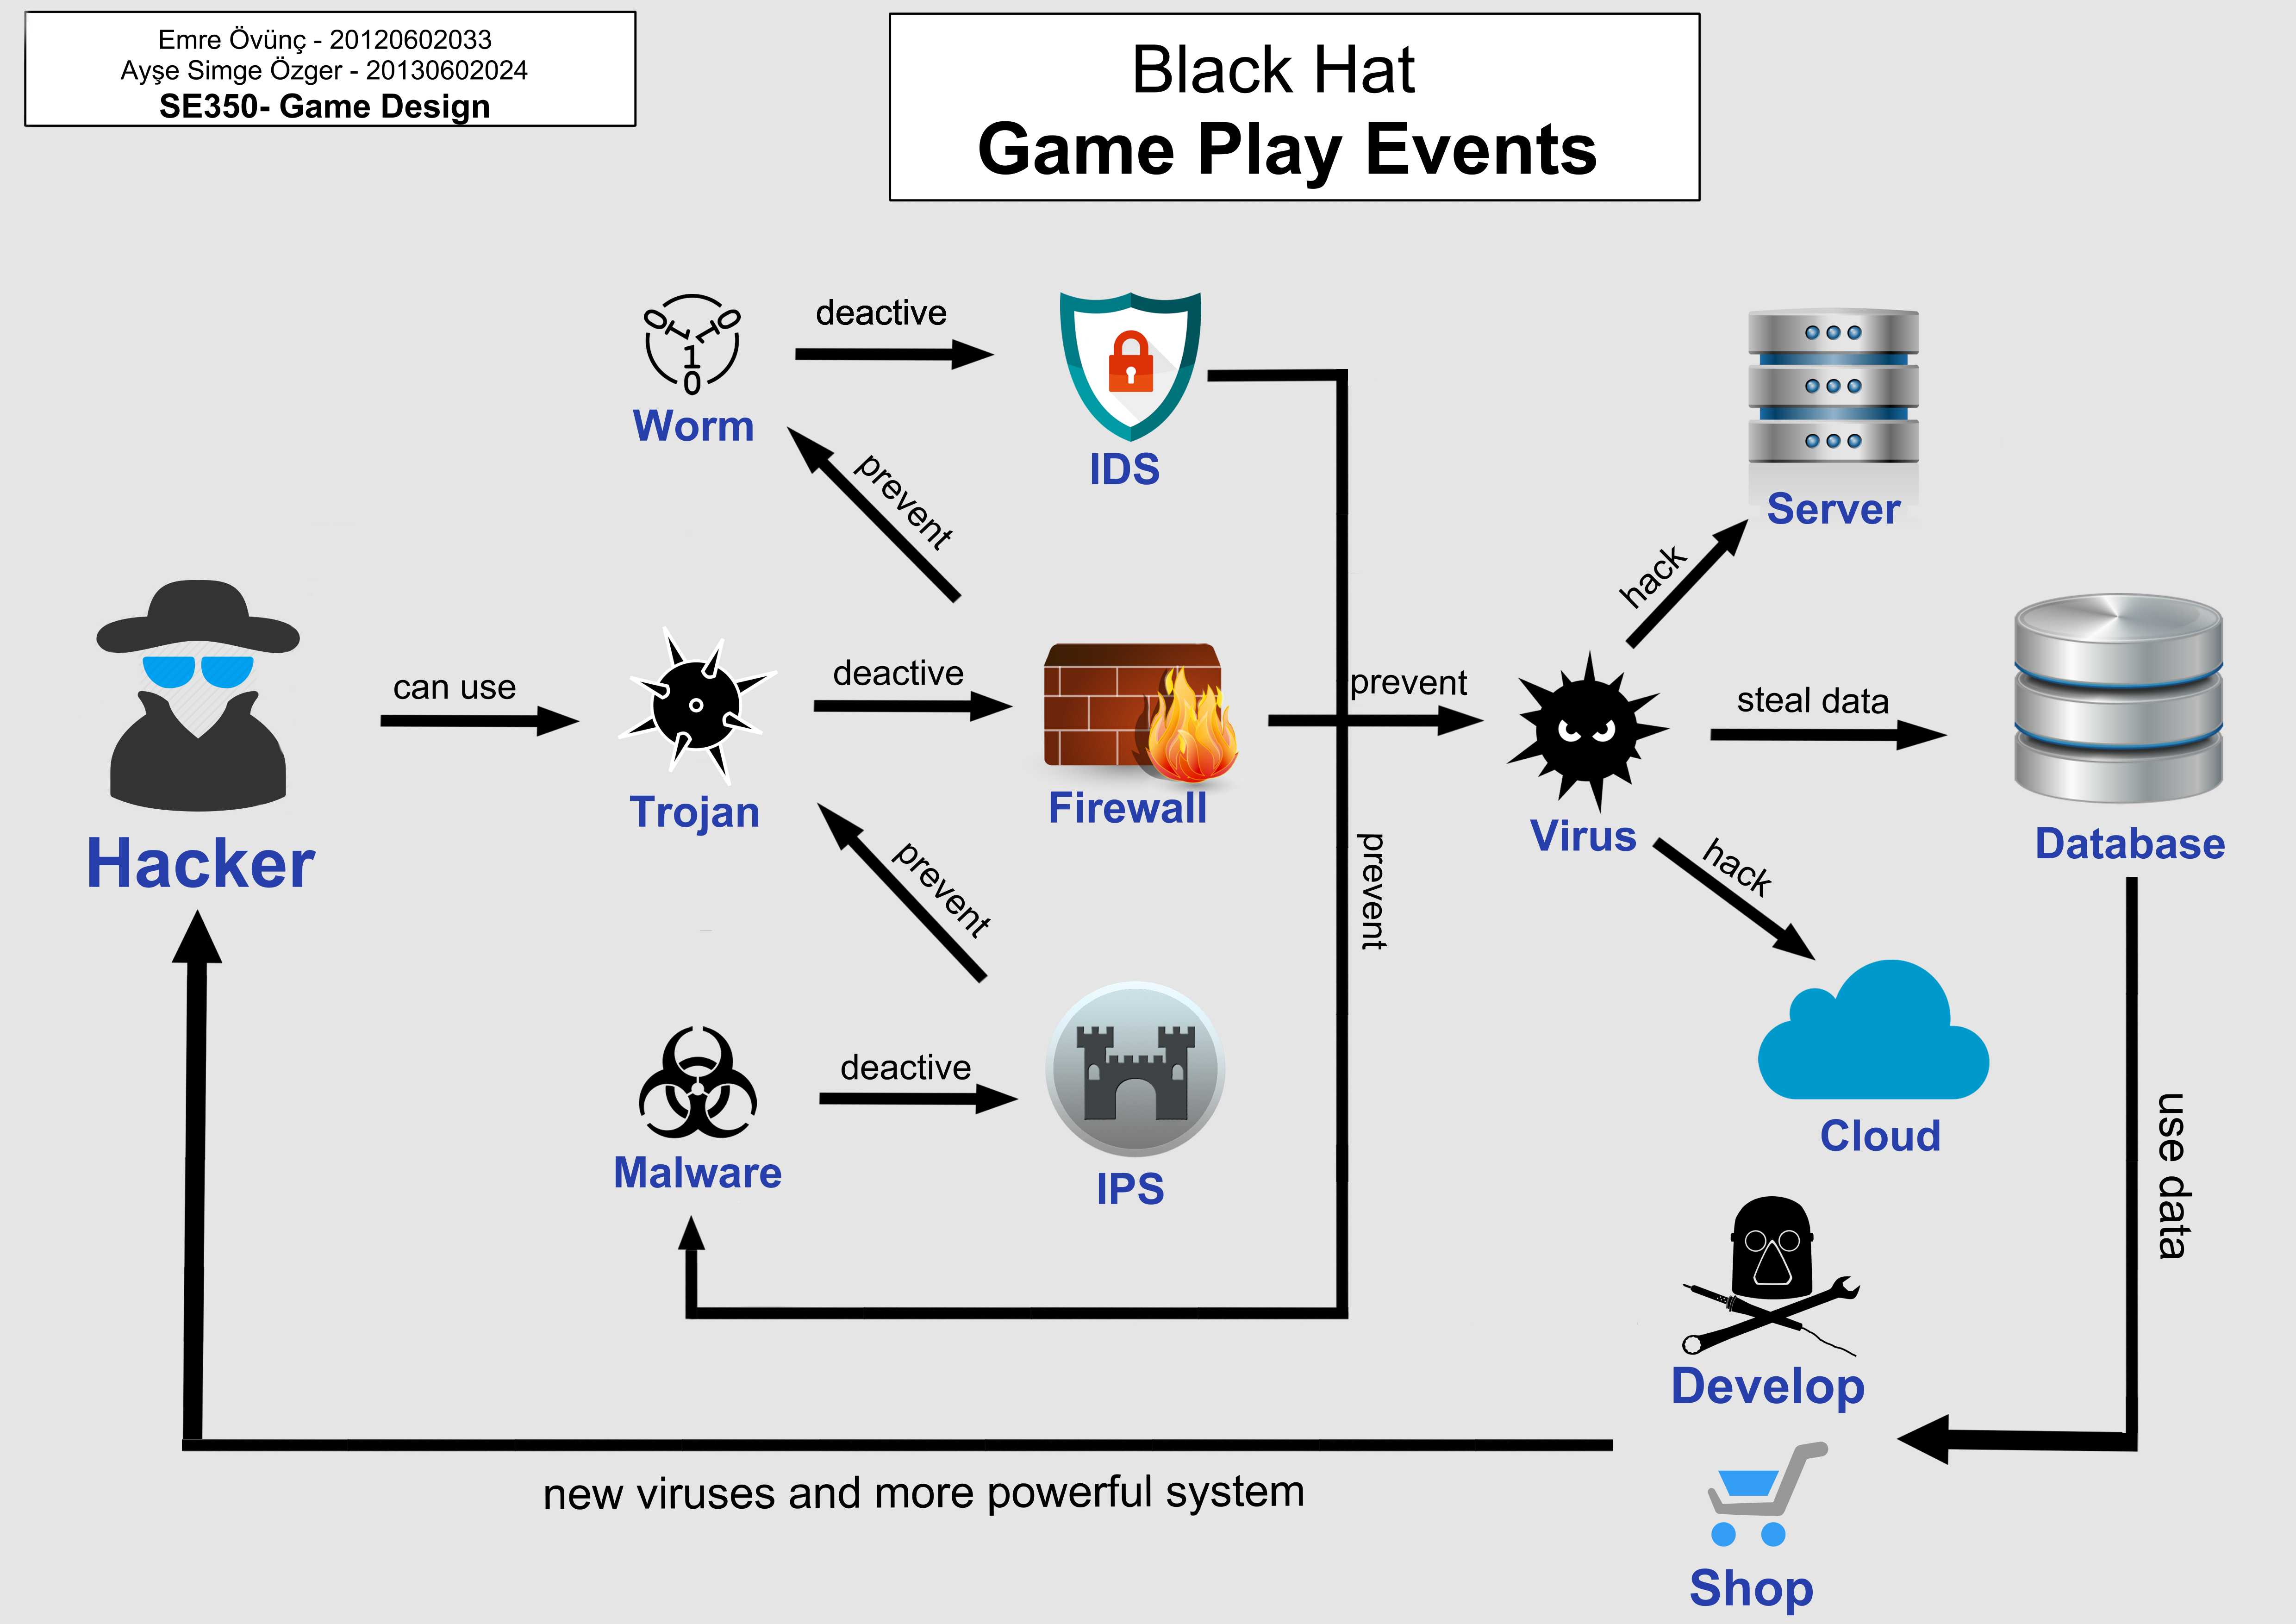 Emre Övünç - 20120602033
Ayşe Simge Özger - 20130602024
SE350- Game Design
Black Hat
Game Play Events
deactive
Worm
IDS
prevent
Server
hack
can use
deactive
prevent
steal data
Trojan
Firewall
Virus
Database
Hacker
prevent
prevent
hack
deactive
Malware
IPS
Cloud
use data
Develop
new viruses and more powerful system
Shop